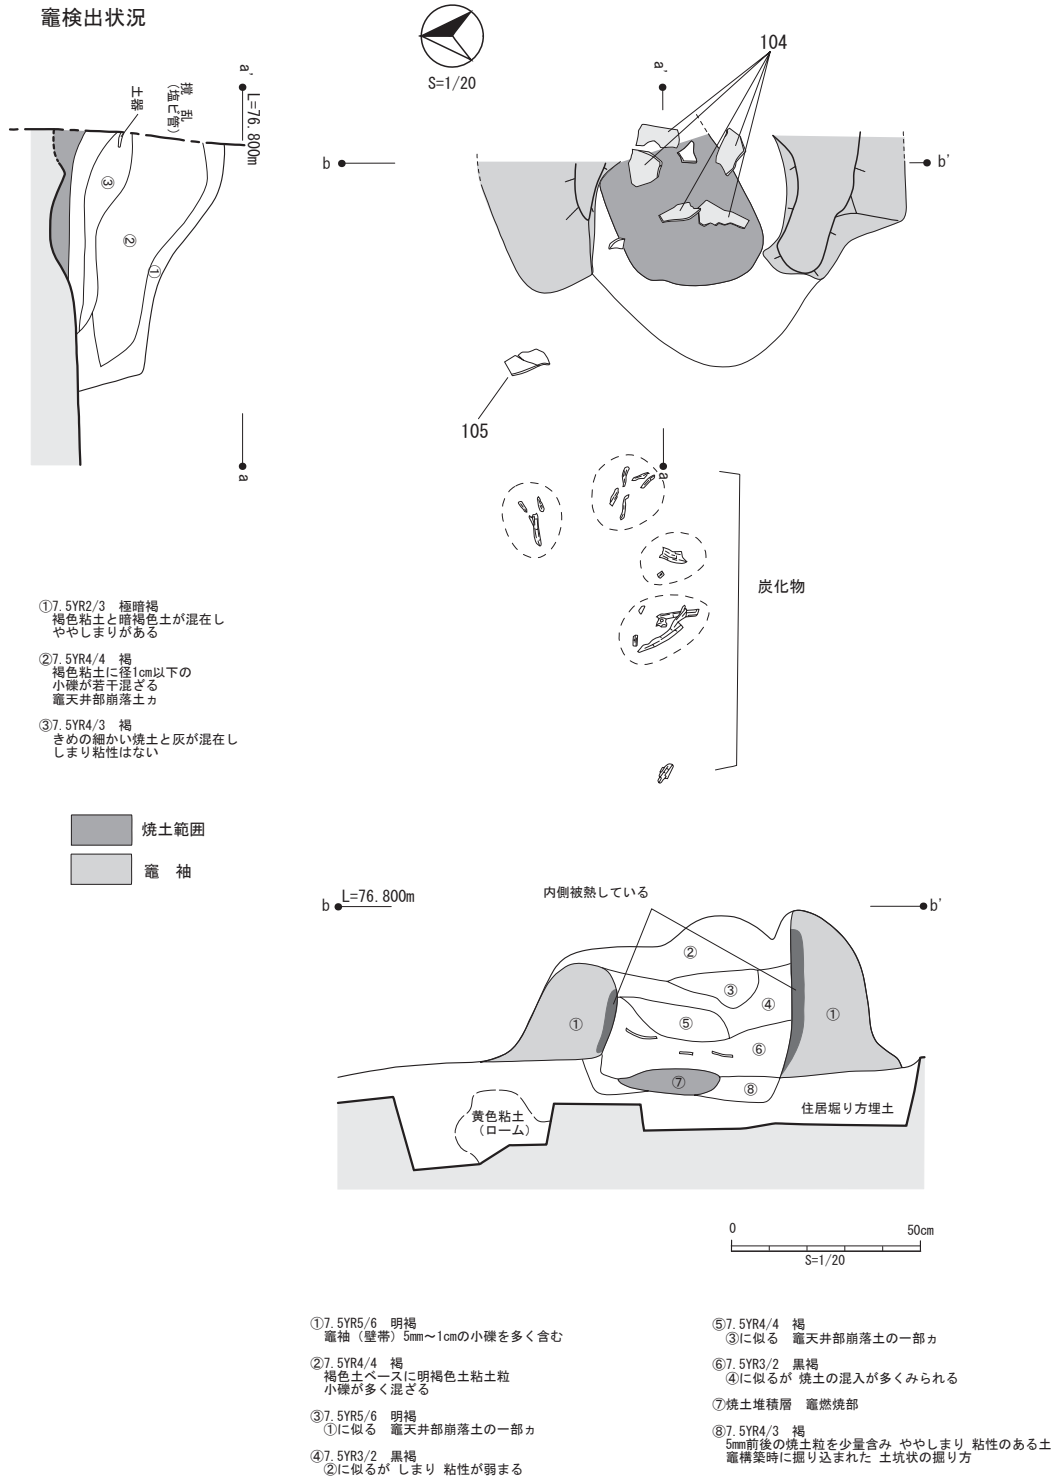 竈検出状況
S=1/20
a'
L=76.800m
撹乱
(塩ビ管)
土器
③
②
①
a
104
a'
b
b'
105
a
炭化物
①7.5YR2/3 極暗褐
褐色粘土と暗褐色土が混在し
ややしまりがある
②7.5YR4/4 褐
褐色粘土に径1cm以下の
小礫が若干混ざる
竈天井部崩落土ヵ
③7.5YR4/3 褐
きめの細かい焼土と灰が混在し
しまり粘性はない
焼土範囲
竈 袖
b L=76.800m
内側被熱している
b'
②
③
④
①
⑤
①
⑥
⑦
⑧
黄色粘土
(ローム)
住居堀り方埋土
0 50cm
S=1/20
①7.5YR5/6 明褐
竈袖(壁帯)5mm～1cmの小礫を多く含む
②7.5YR4/4 褐
褐色土ベースに明褐色土粘土粒
小礫が多く混ざる
③7.5YR5/6 明褐
①に似る 竈天井部崩落土の一部ヵ
④7.5YR3/2 黒褐
②に似るが しまり 粘性が弱まる
⑤7.5YR4/4 褐
③に似る 竈天井部崩落土の一部ヵ
⑥7.5YR3/2 黒褐
④に似るが 焼土の混入が多くみられる
⑦焼土堆積層 竈燃焼部
⑧7.5YR4/3 褐
5mm前後の焼土粒を少量含み ややしまり 粘性のある土
竈構築時に掘り込まれた 土坑状の掘り方